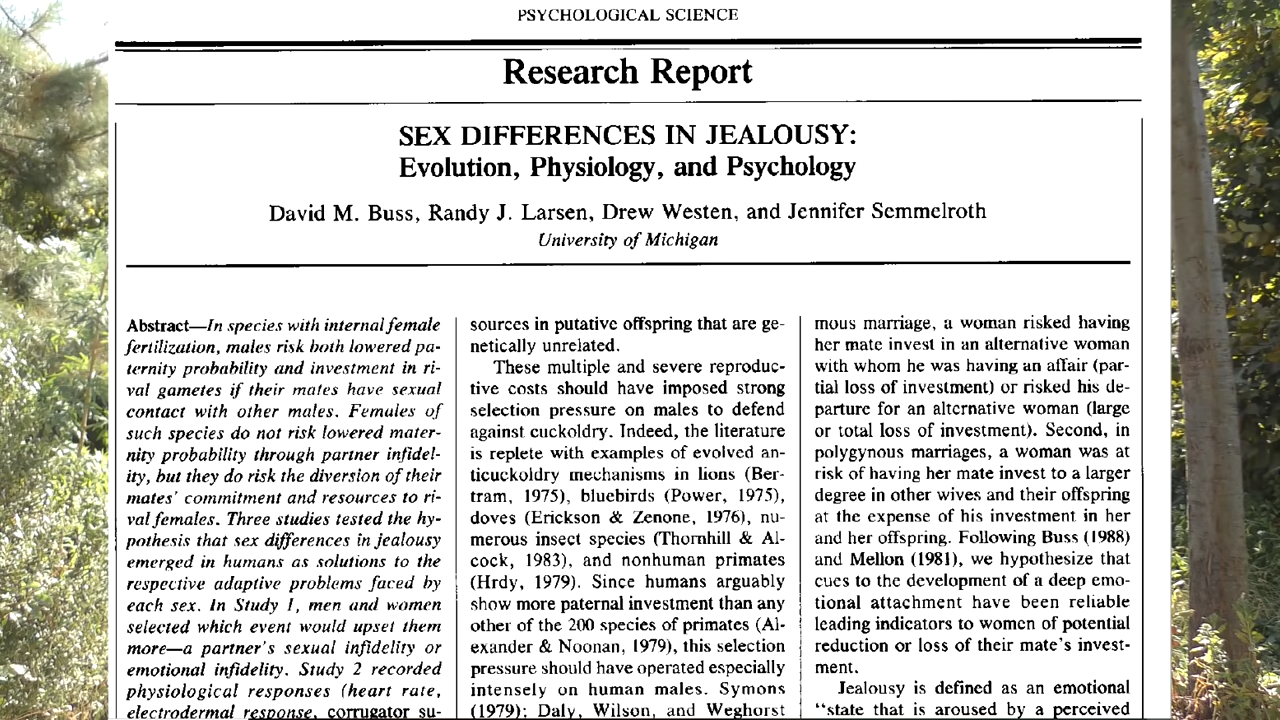 PSYCHOLOGICAL SCIENCE
Research Report
SEX DIFFERENCES IN JEALOUSY:
Evolution, Physiology, and Psychology
David M. Buss, Randy J. Larsen, Drew Westen, and Jennifer Semmelroth
University of Michigan
Abstract—In species with internal female
fertilization, males risk both lowered pa-
ternity probability and investment in ri-
val gametes if their mates have sexual
contact with other males. Females of
such species do not risk lowered mater-
nity probability through partner infidel-
ity, but they do risk the diversion of their
mates' commitment and resources to ri-
val females. Three studies tested the hy-
pothesis that sex differences in jealousy
emerged in humans as solutions to the
respective adaptive problems faced by
each sex. In Study 1, men and women
selected which event would upset them
more—a partner's sexual infidelity or
emotional infidelity. Study 2 recorded
physiological responses (heart rate,
electrodermal response, corrugator su-
sources in putative offspring that are ge-
netically unrelated.
These multiple and severe reproduc-
tive costs should have imposed strong
selection pressure on males to defend
against cuckoldry. Indeed, the literature
is replete with examples of evolved an-
ticuckoldry mechanisms in lions (Ber-
tram, 1975), bluebirds (Power, 1975),
doves (Erickson & Zenone, 1976), nu-
merous insect species (Thornhill & Al-
cock, 1983), and nonhuman primates
(Hrdy, 1979). Since humans arguably
show more paternal investment than any
other of the 200 species of primates (Al-
exander & Noonan, 1979), this selection
pressure should have operated especially
intensely on human males. Symons
(1979); Daly, Wilson, and Weghorst
mous marriage, a woman risked having
her mate invest in an alternative woman
with whom he was having an affair (par-
tial loss of investment) or risked his de-
parture for an alternative woman (large
or total loss of investment). Second, in
polygynous marriages, a woman was at
risk of having her mate invest to a larger
degree in other wives and their offspring
at the expense of his investment in her
and her offspring. Following Buss (1988)
and Mellon (1981), we hypothesize that
cues to the development of a deep emo-
tional attachment have been reliable
leading indicators to women of potential
reduction or loss of their mate's invest-
ment.
Jealousy is defined as an emotional
“state that is aroused by a perceived